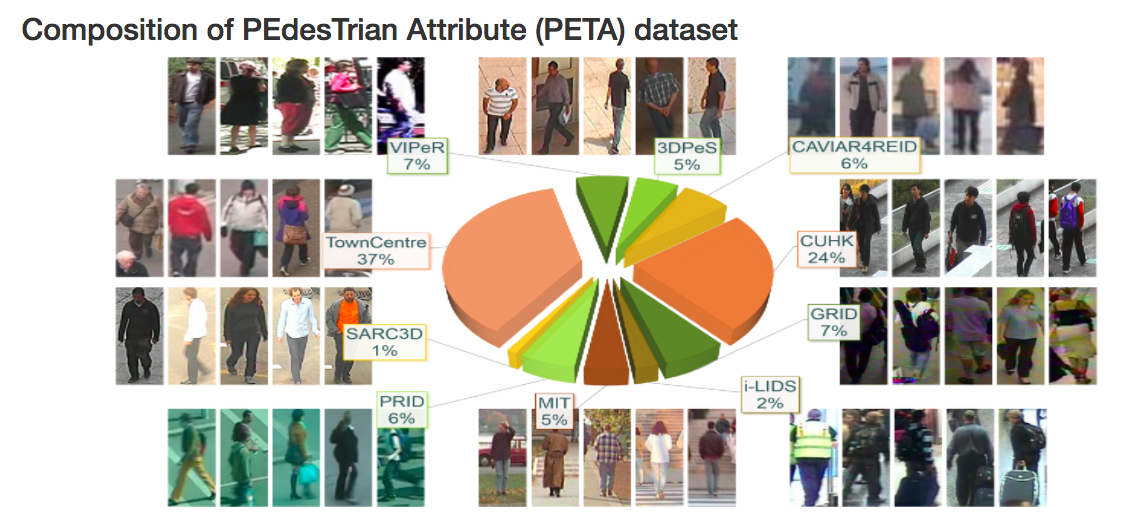 Composition of PEdesTrian Attribute (PETA) dataset
VIPeR
7%
3DPeS
5%
CAVIAR4REID
6%
TownCentre
37%
CUHK
24%
SARC3D
1%
GRID
7%
PRID
6%
MIT
5%
i-LIDS
2%